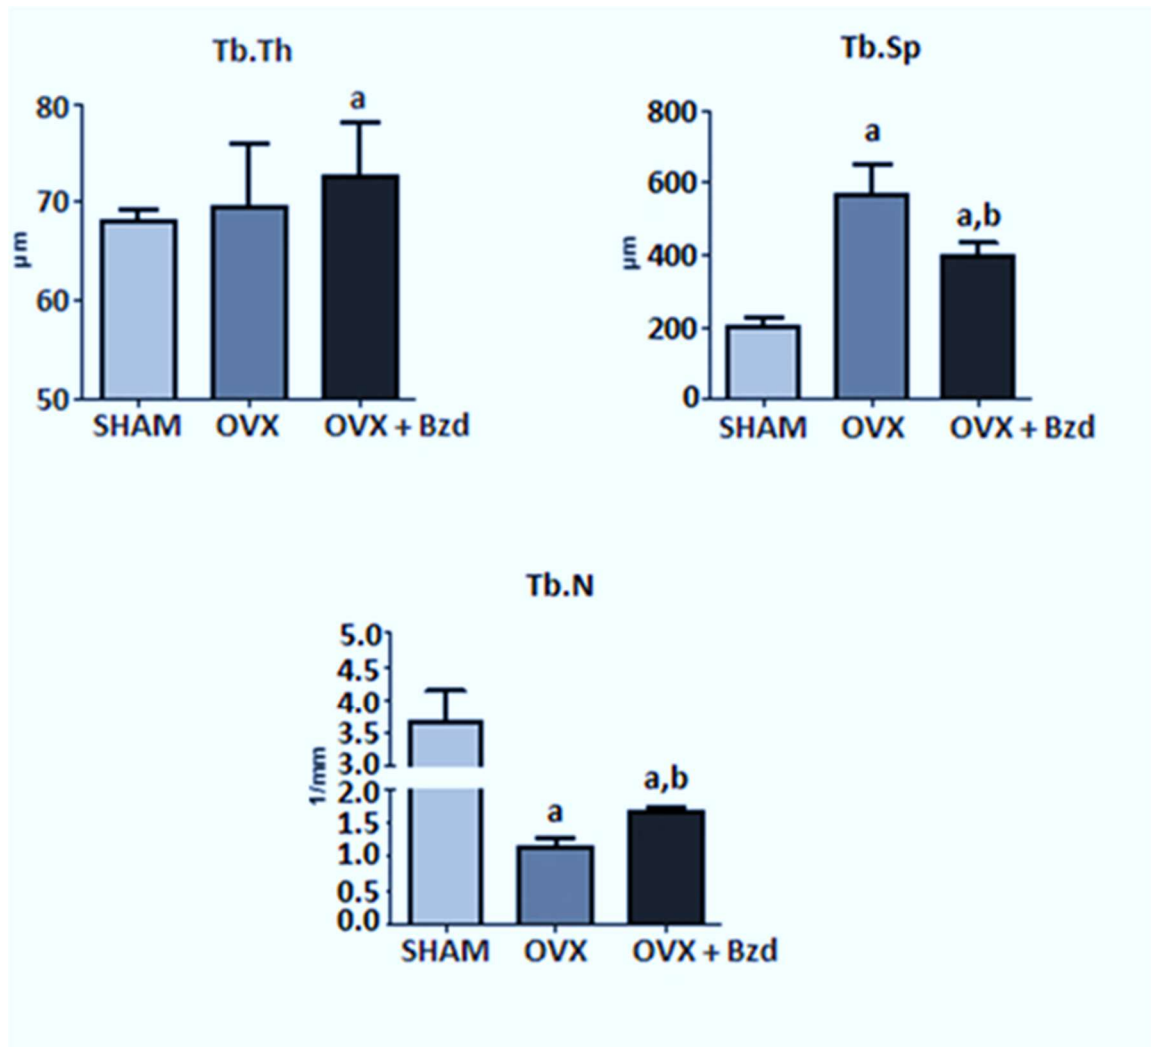 Tb.Th
80
70
60
50
µm
a
SHAM OVX OVX + Bzd
Tb.Sp
800
600
400
200
0
µm
a
a,b
SHAM OVX OVX + Bzd
Tb.N
5.0
4.5
4.0
3.5
3.0
2.0
1.5
1.0
0.5
0.0
1/mm
a
a,b
SHAM OVX OVX + Bzd